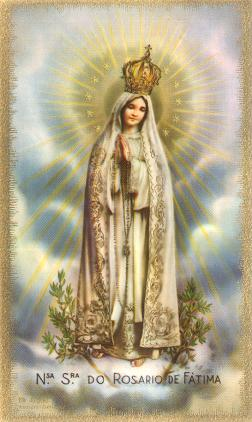 Nsa. Sra. DO ROSARIO DE FÁTIMA